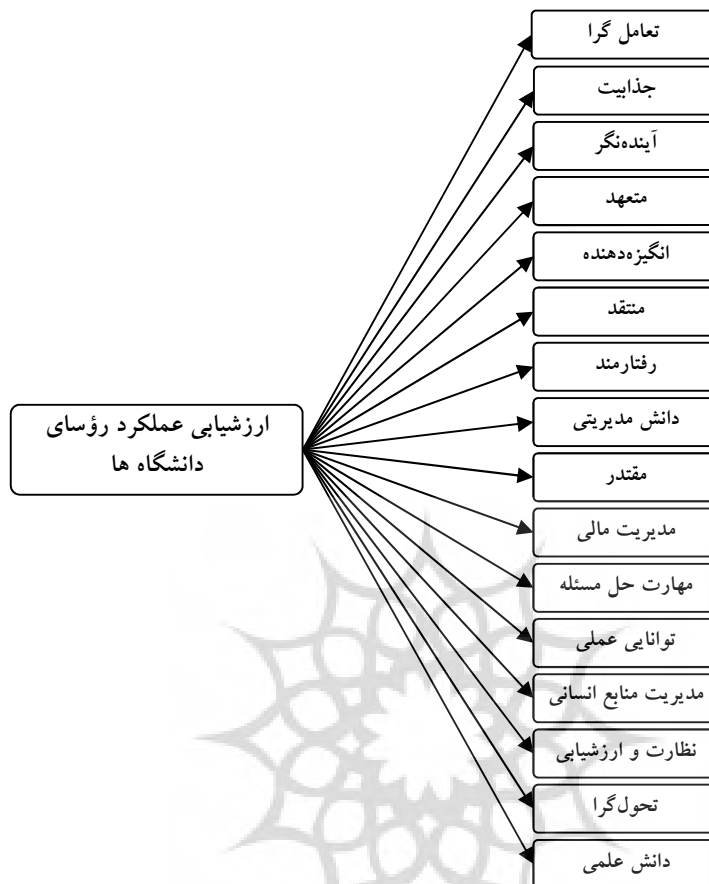 تعامل گرا
جذابیت
آینده‌نگر
متعهد
انگیزه‌دهنده
منتقد
رفتارمند
ارزشیابی عملکرد رؤسای
دانشگاه ها
دانش مدیریتی
مقتدر
مدیریت مالی
مهارت حل مسئله
توانایی عملی
مدیریت منابع انسانی
نظارت و ارزشیابی
تحول‌گرا
دانش علمی